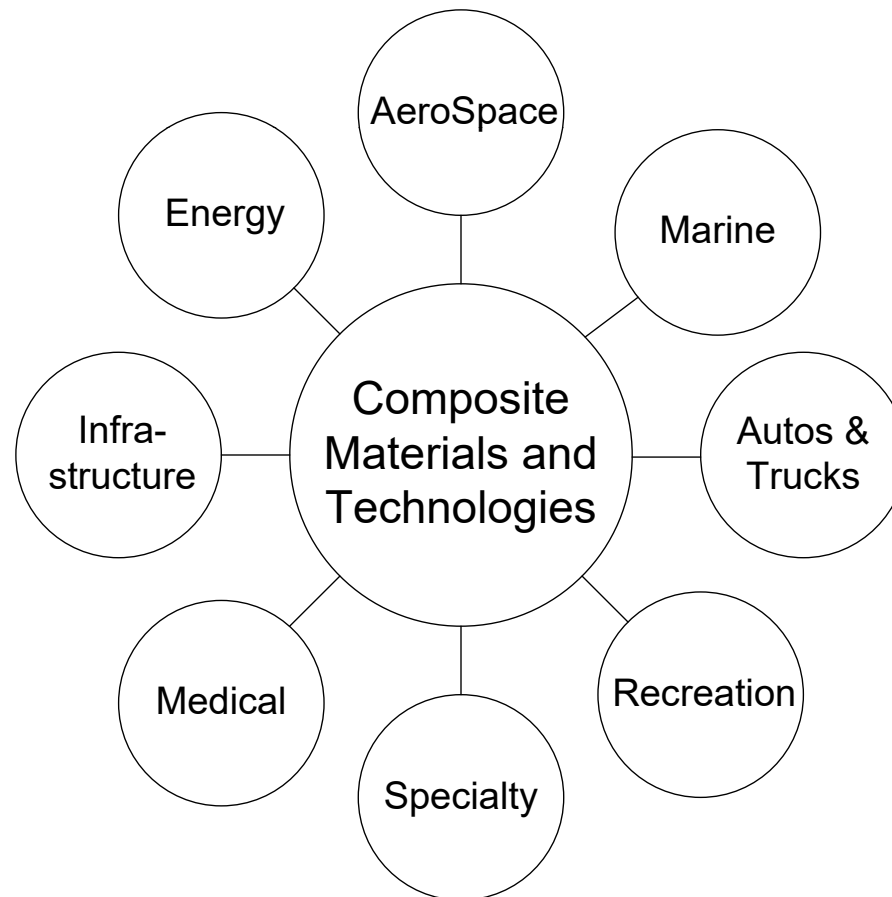 AeroSpace
Energy
Marine
Composite
Materials and
Technologies
Infra-
structure
Autos &
Trucks
Medical
Recreation
Specialty